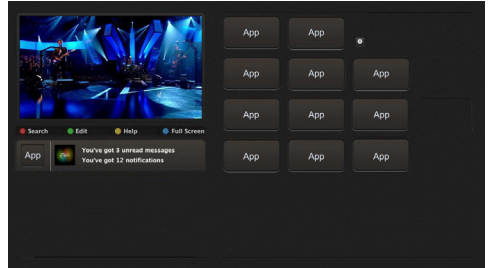 App App
App App App
App App App
App App App
Search Edit Help Full Screen
App
You've got 3 unread messages
You've got 12 notifications